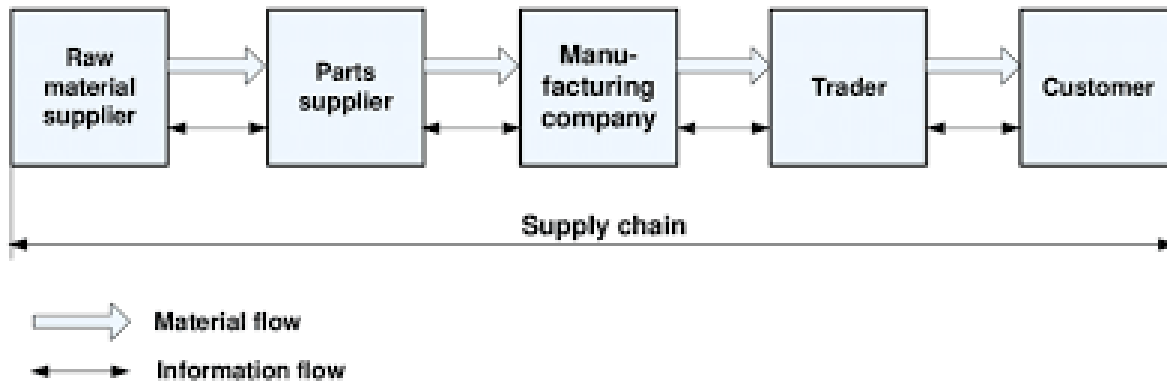 Raw
material
supplier
Parts
supplier
Manu-
facturing
company
Trader
Customer
Supply chain
Material flow
Information flow